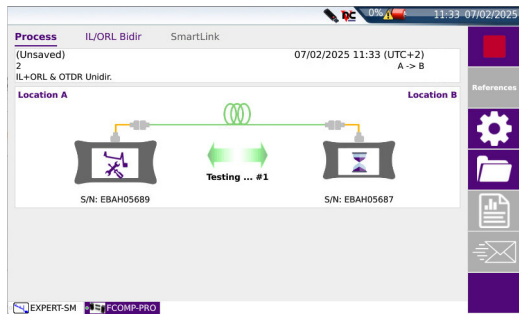 0% 11:33 07/02/2025
Process IL/ORL Bidir SmartLink
(Unsaved) 07/02/2025 11:33 (UTC+2)
2 A -> B
IL+ORL & OTDR Unidir.
References
Location A Location B
Testing ... #1
S/N: EBAH05689 S/N: EBAH05687
EXPERT-SM FCOMP-PRO